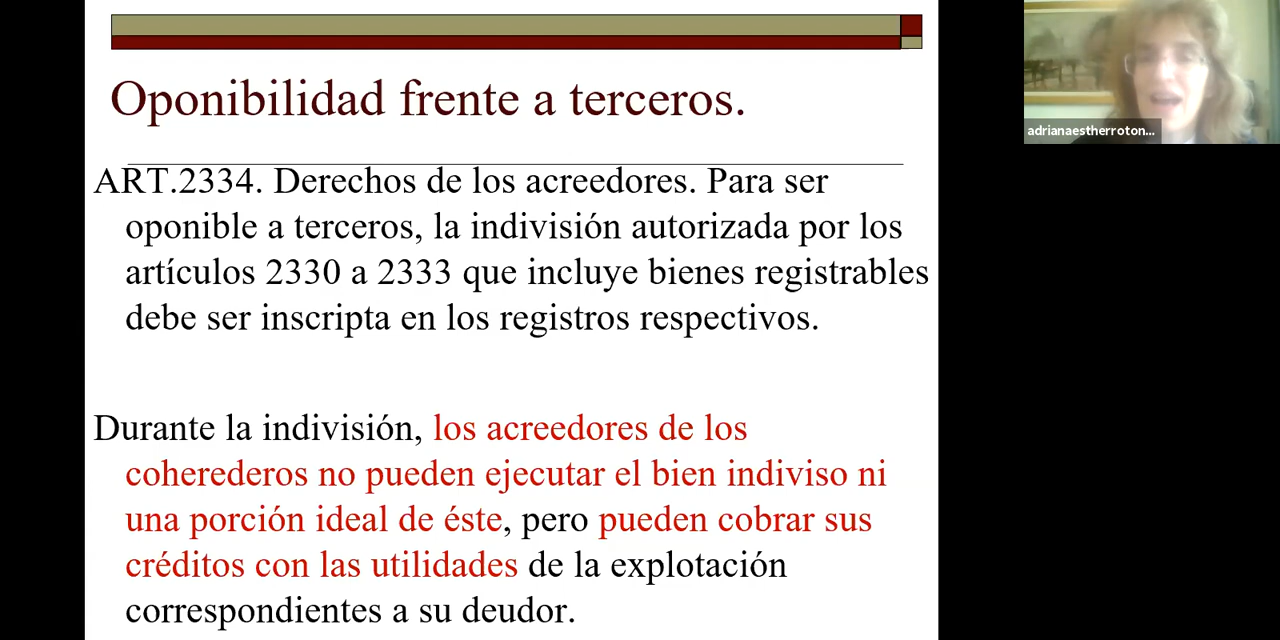 Oponibilidad frente a terceros.
adrianaestherroton...
ART.2334. Derechos de los acreedores. Para ser
oponible a terceros, la indivisión autorizada por los
artículos 2330 a 2333 que incluye bienes registrables
debe ser inscripta en los registros respectivos.
Durante la indivisión, los acreedores de los
coherederos no pueden ejecutar el bien indiviso ni
una porción ideal de éste, pero pueden cobrar sus
créditos con las utilidades de la explotación
correspondientes a su deudor.